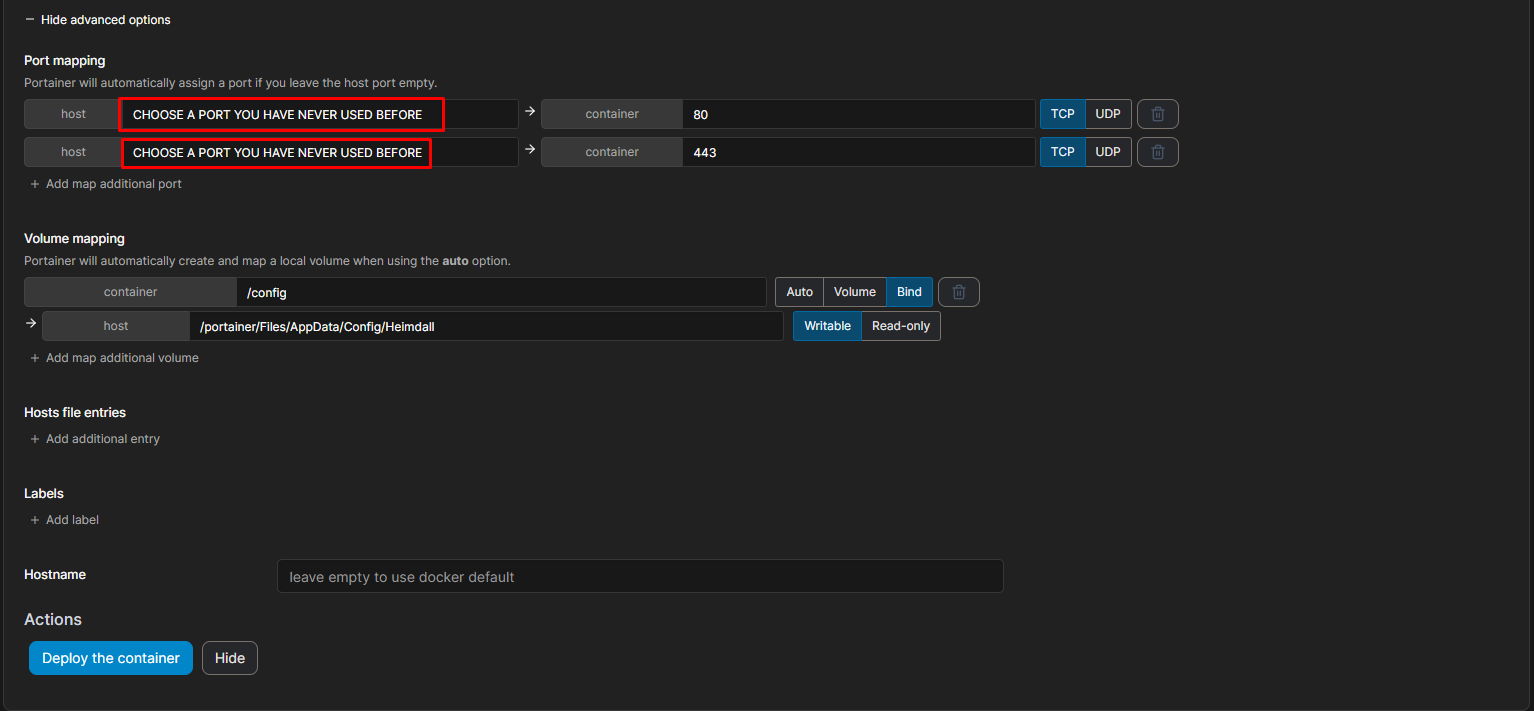 − Hide advanced options
Port mapping
Portainer will automatically assign a port if you leave the host port empty.
host CHOOSE A PORT YOU HAVE NEVER USED BEFORE → container 80 TCP UDP
host CHOOSE A PORT YOU HAVE NEVER USED BEFORE → container 443 TCP UDP
+ Add map additional port
Volume mapping
Portainer will automatically create and map a local volume when using the auto option.
container /config Auto Volume Bind
→ host /portainer/Files/AppData/Config/Heimdall Writable Read-only
+ Add map additional volume
Hosts file entries
+ Add additional entry
Labels
+ Add label
Hostname leave empty to use docker default
Actions
Deploy the container Hide